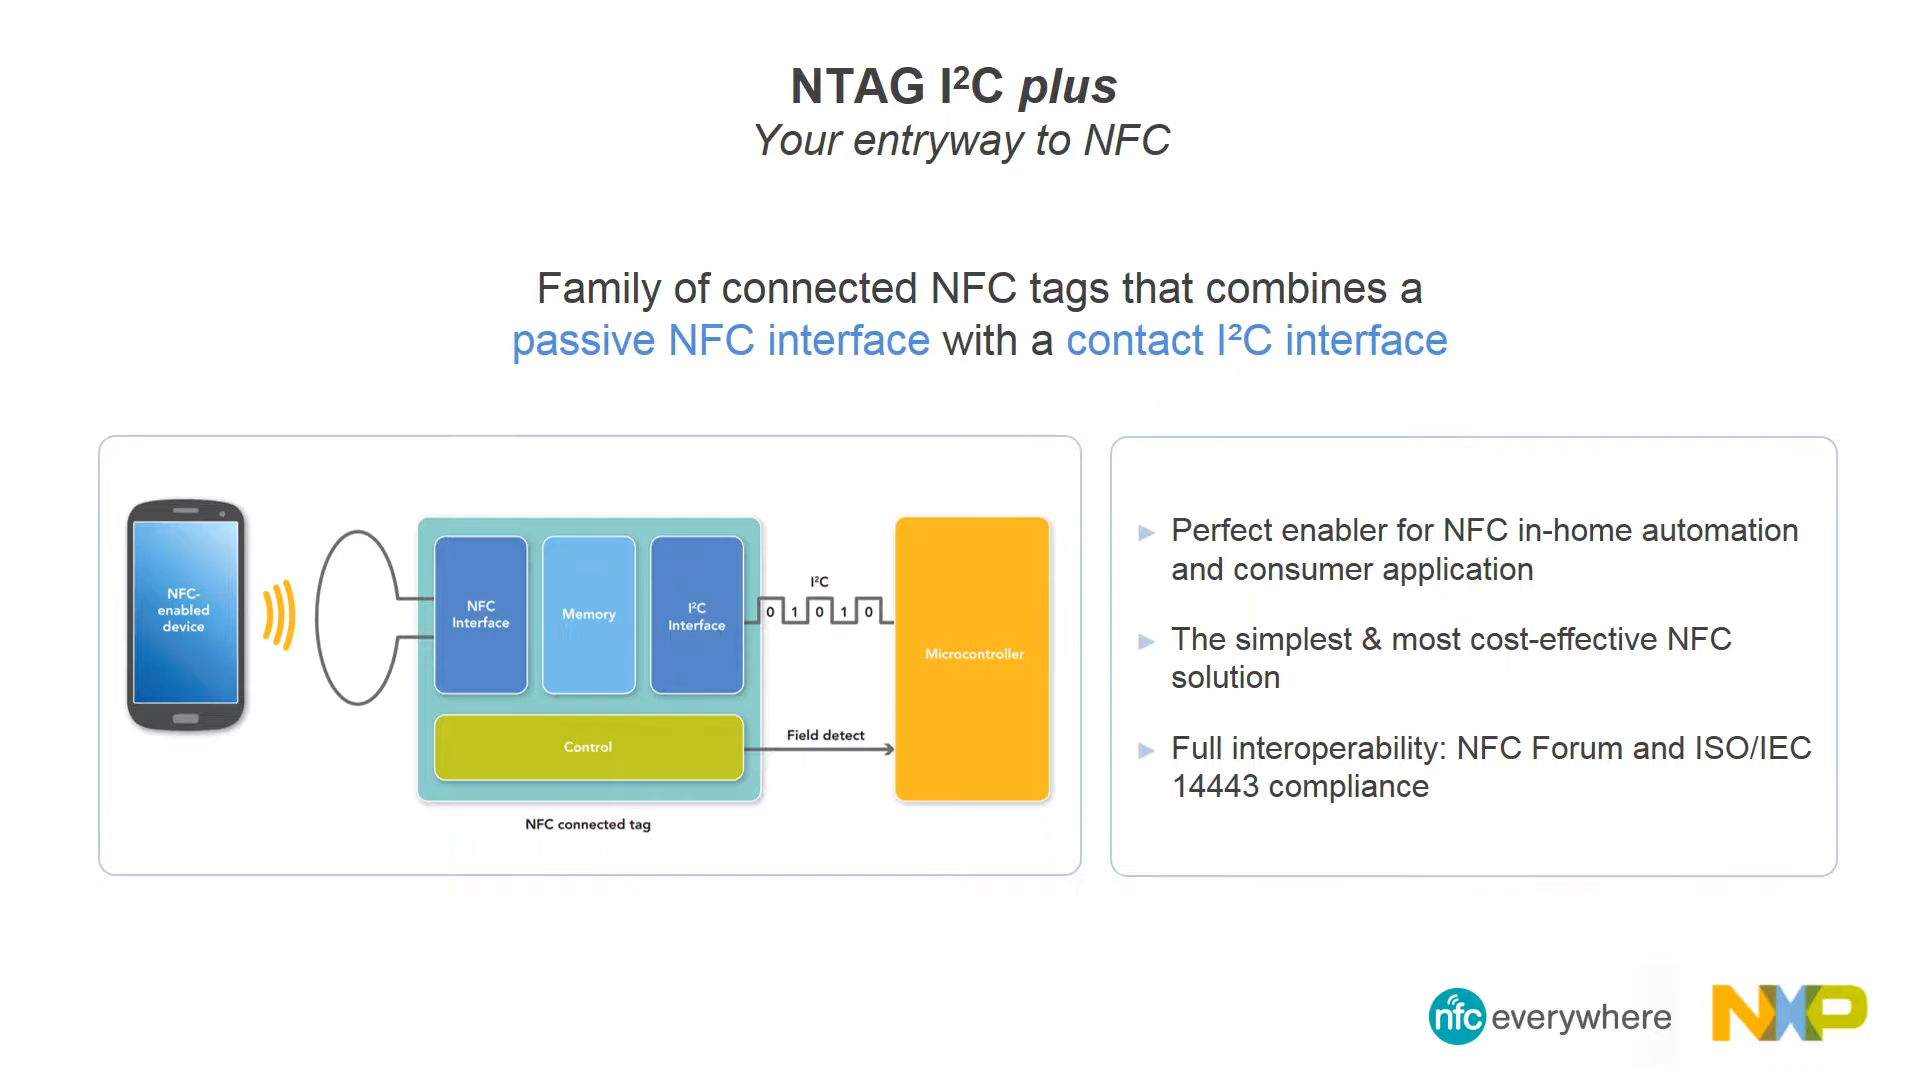 NTAG I²C plus
Your entryway to NFC
Family of connected NFC tags that combines a
passive NFC interface with a contact I²C interface
NFC-
enabled
device
NFC
Interface
Memory
I²C
Interface
I²C
0 1 0 1 0
Microcontroller
Control
Field detect
NFC connected tag
Perfect enabler for NFC in-home automation
and consumer application
The simplest & most cost-effective NFC
solution
Full interoperability: NFC Forum and ISO/IEC
14443 compliance
nfc everywhere
NXP